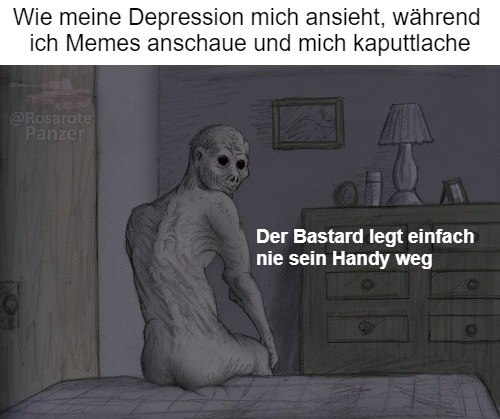 Wie meine Depression mich ansieht, während
ich Memes anschaue und mich kaputtlache
@Rosarote
Panzer
Der Bastard legt einfach
nie sein Handy weg